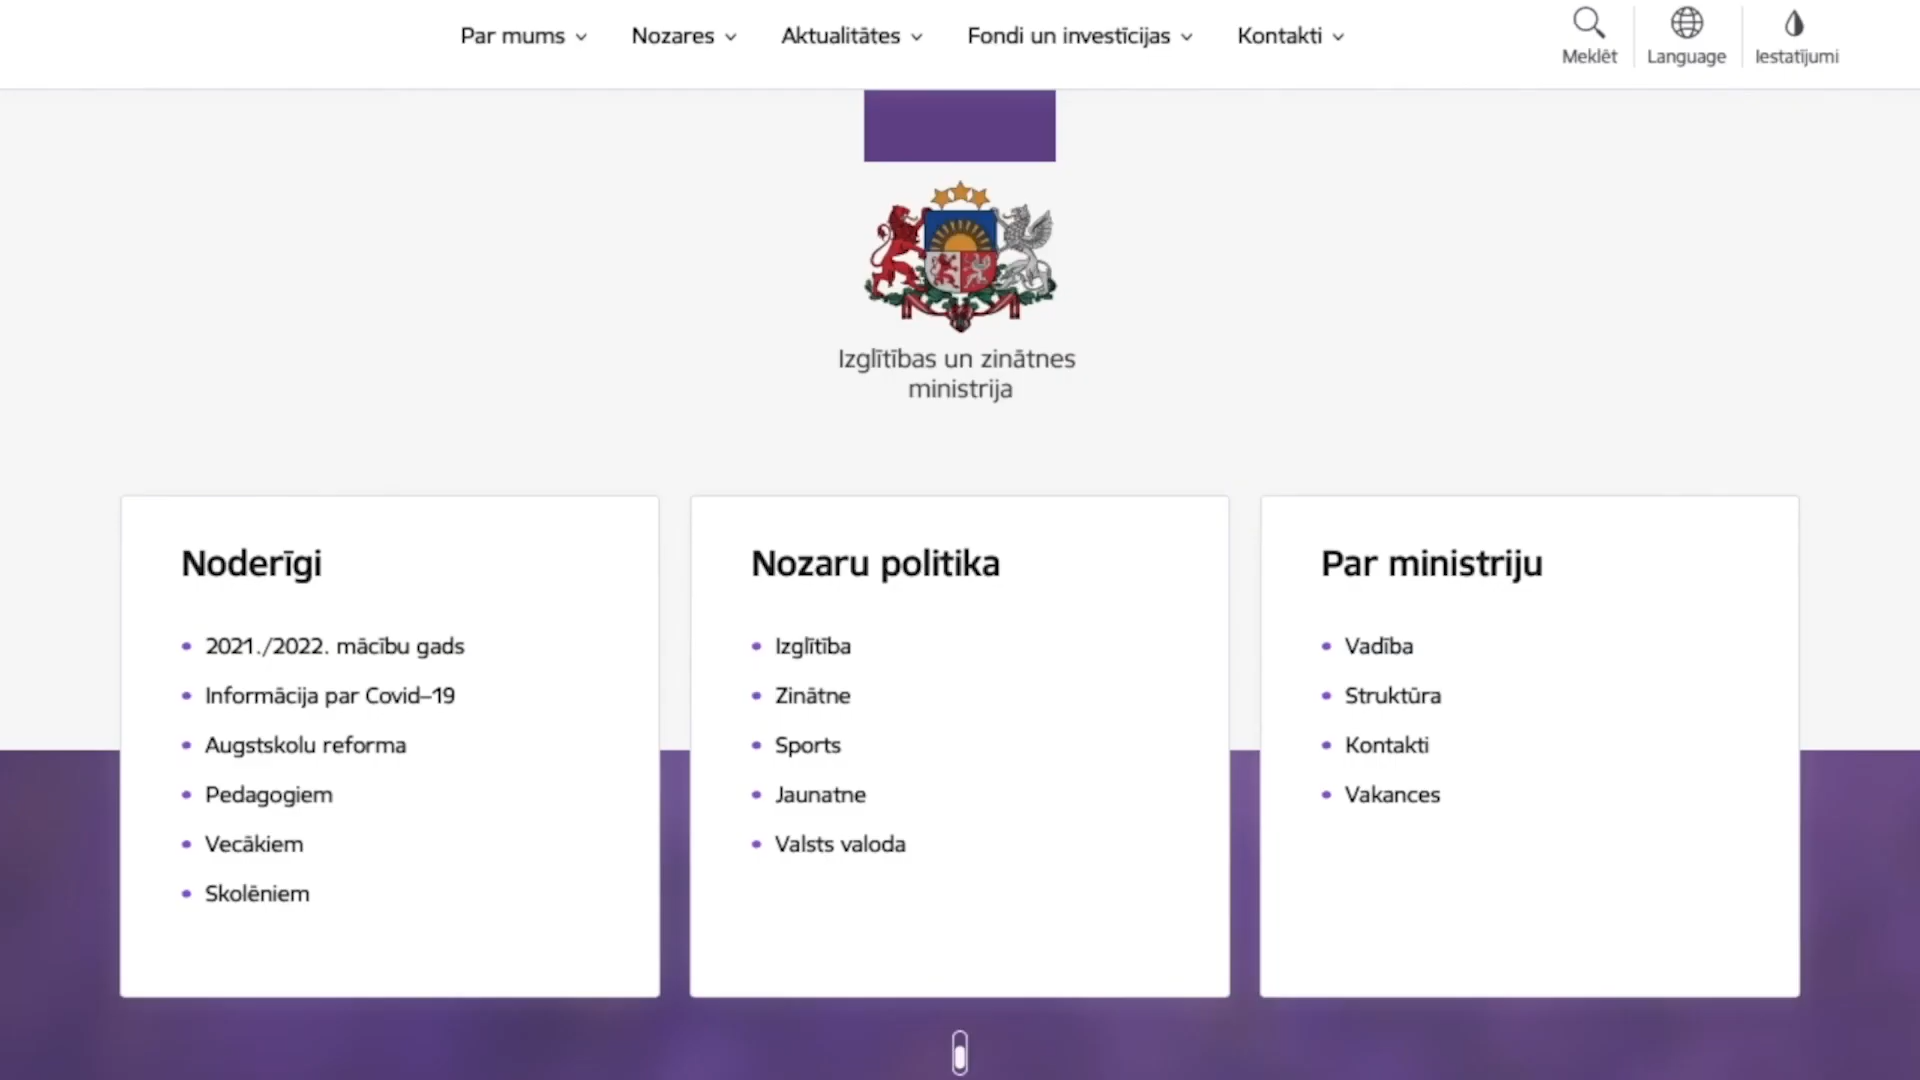 Par mums
Nozares
Aktualitātes
Fondi un investīcijas
Kontakti
Meklēt
Language
Iestatījumi
Izglītības un zinātnes
ministrija
Noderīgi
2021./2022. mācību gads
Informācija par Covid–19
Augstskolu reforma
Pedagogiem
Vecākiem
Skolēniem
Nozaru politika
Izglītība
Zinātne
Sports
Jaunatne
Valsts valoda
Par ministriju
Vadība
Struktūra
Kontakti
Vakances